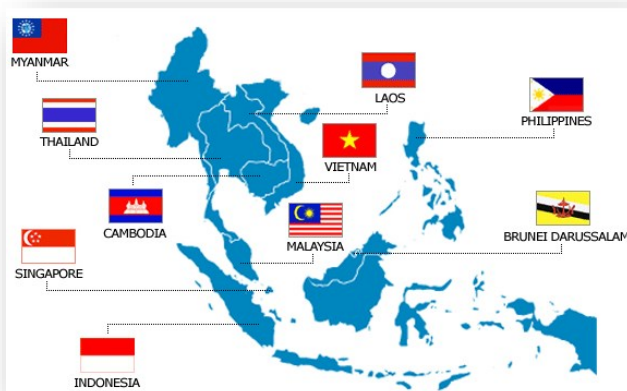 MYANMAR
LAOS
PHILIPPINES
THAILAND
VIETNAM
CAMBODIA
MALAYSIA
BRUNEI DARUSSALAM
SINGAPORE
INDONESIA